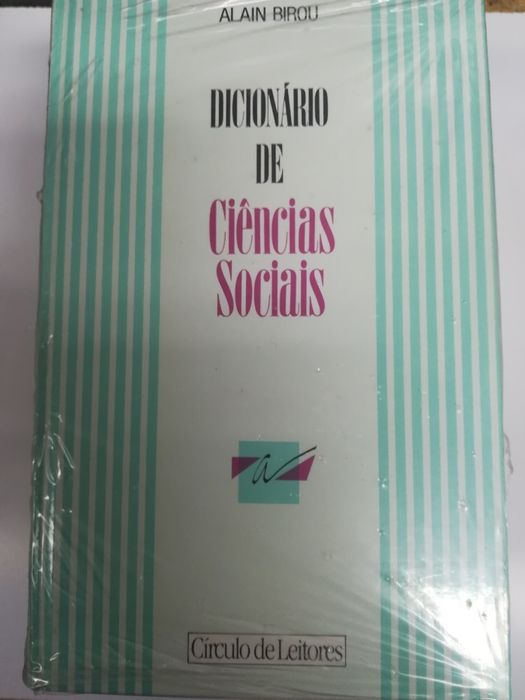 ALAIN BIROU
DICIONÁRIO
DE
Ciências
Sociais
a
Círculo de Leitores